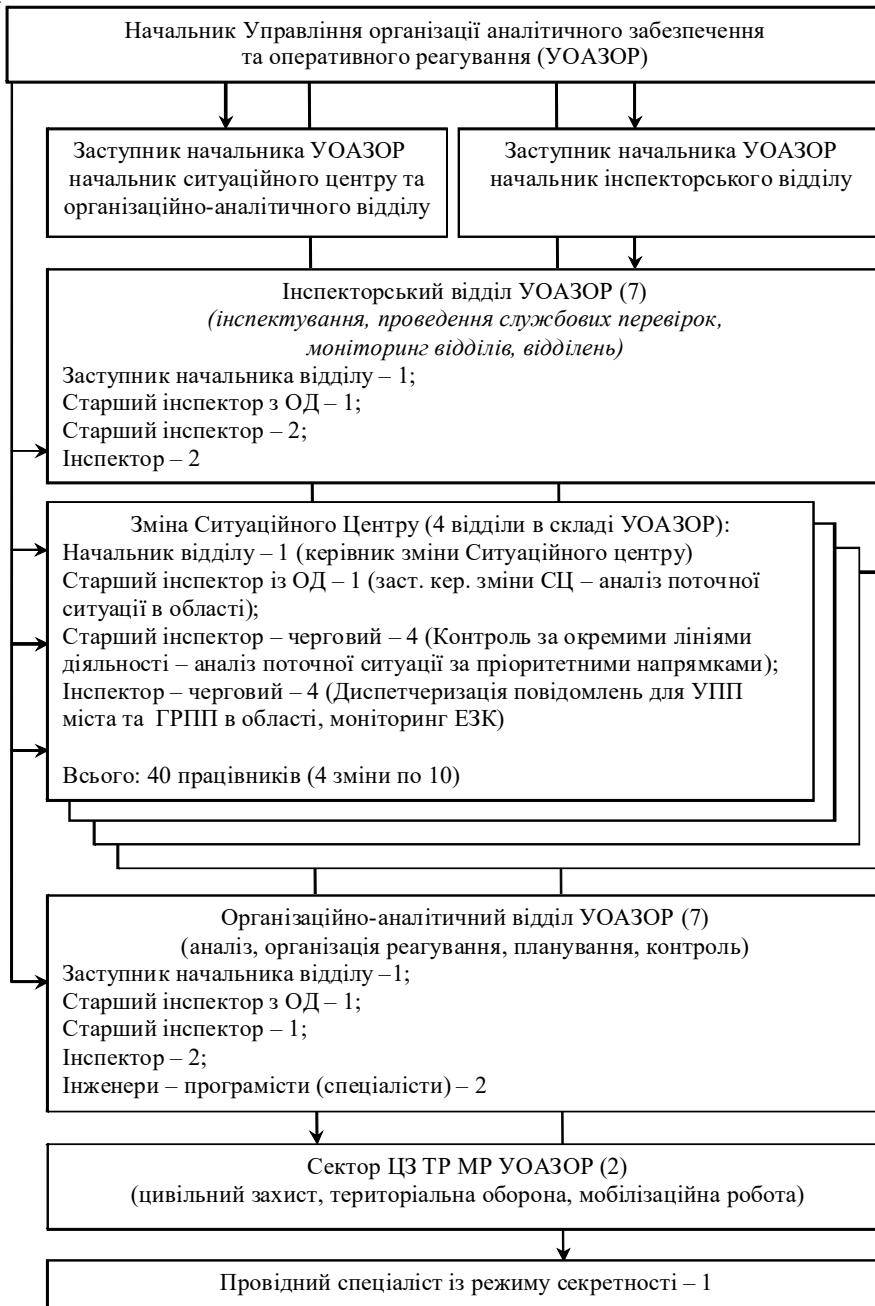 Начальник Управління організації аналітичного забезпечення
та оперативного реагування (УОАЗОР)
Заступник начальника УОАЗОР
начальник ситуаційного центру та
організаційно-аналітичного відділу
Заступник начальника УОАЗОР
начальник інспекторського відділу
Інспекторський відділ УОАЗОР (7)
(інспектування, проведення службових перевірок,
моніторинг відділів, відділень)
Заступник начальника відділу – 1;
Старший інспектор з ОД – 1;
Старший інспектор – 2;
Інспектор – 2
Зміна Ситуаційного Центру (4 відділи в складі УОАЗОР):
Начальник відділу – 1 (керівник зміни Ситуаційного центру)
Старший інспектор із ОД – 1 (заст. кер. зміни СЦ – аналіз поточної
ситуації в області);
Старший інспектор – черговий – 4 (Контроль за окремими лініями
діяльності – аналіз поточної ситуації за пріоритетними напрямками);
Інспектор – черговий – 4 (Диспетчеризація повідомлень для УПП
міста та ГРПП в області, моніторинг ЕЗК)
Всього: 40 працівників (4 зміни по 10)
Організаційно-аналітичний відділ УОАЗОР (7)
(аналіз, організація реагування, планування, контроль)
Заступник начальника відділу –1;
Старший інспектор з ОД – 1;
Старший інспектор – 1;
Інспектор – 2;
Інженери – програмісти (спеціалісти) – 2
Сектор ЦЗ ТР МР УОАЗОР (2)
(цивільний захист, територіальна оборона, мобілізаційна робота)
Провідний спеціаліст із режиму секретності – 1